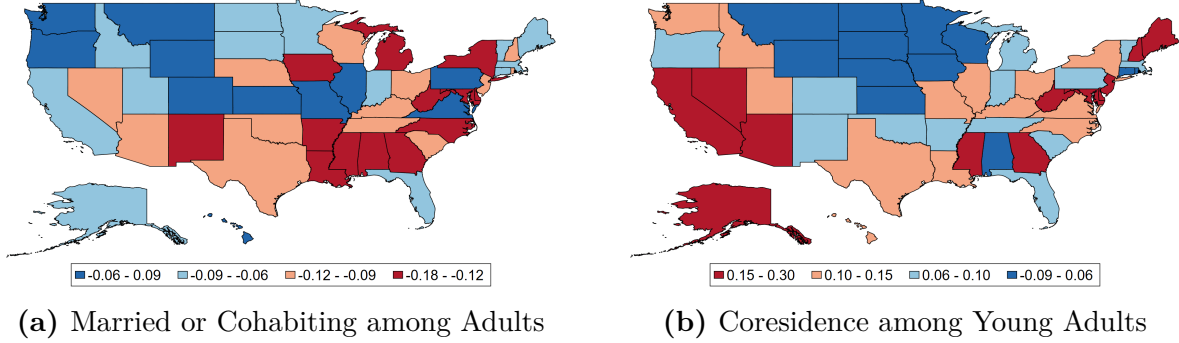 -0.06 - 0.09 -0.09 - -0.06 -0.12 - -0.09 -0.18 - -0.12
0.15 - 0.30 0.10 - 0.15 0.06 - 0.10 -0.09 - 0.06
(a) Married or Cohabiting among Adults
(b) Coresidence among Young Adults